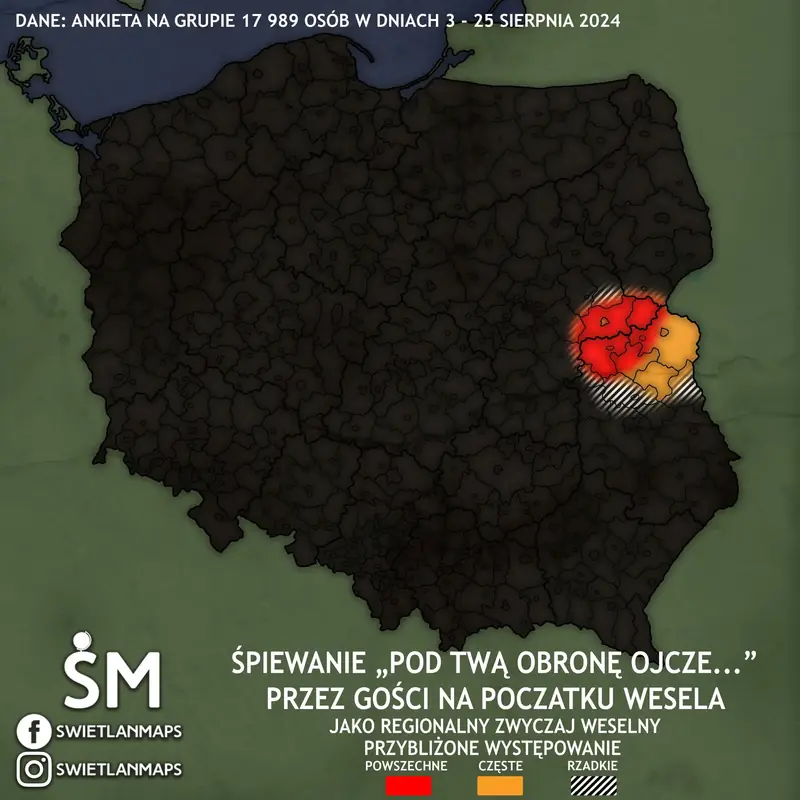 DANE: ANKIETA NA GRUPIE 17 989 OSÓB W DNIACH 3 - 25 SIERPNIA 2024
ŚM
SWIETLANMAPS
SWIETLANMAPS
ŚPIEWANIE „POD TWĄ OBRONĘ OJCZE...”
PRZEZ GOŚCI NA POCZATKU WESELA
JAKO REGIONALNY ZWYCZAJ WESELNY
PRZYBLIŻONE WYSTĘPOWANIE
POWSZECHNE CZĘSTE RZADKIE